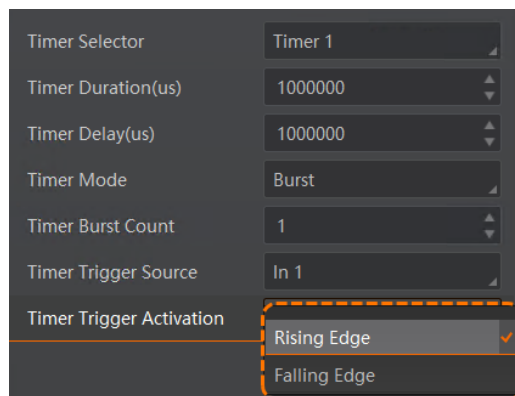 Timer Selector Timer 1
Timer Duration(us) 1000000
Timer Delay(us) 1000000
Timer Mode Burst
Timer Burst Count 1
Timer Trigger Source In 1
Timer Trigger Activation
Rising Edge
Falling Edge